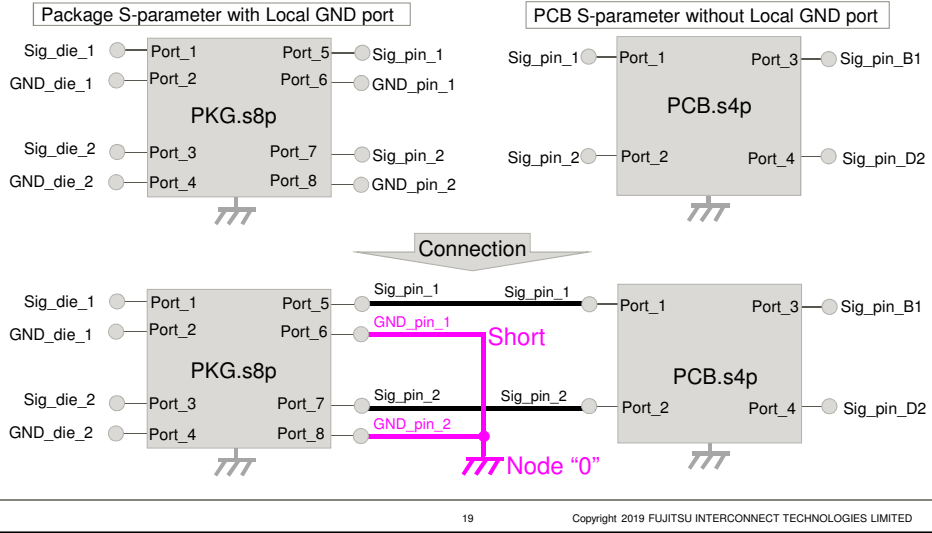 Package S-parameter with Local GND port
PCB S-parameter without Local GND port
Sig_die_1 Port_1 Port_5 Sig_pin_1
GND_die_1 Port_2 Port_6 GND_pin_1
PKG.s8p
Sig_die_2 Port_3 Port_7 Sig_pin_2
GND_die_2 Port_4 Port_8 GND_pin_2
Sig_pin_1 Port_1 Port_3 Sig_pin_B1
PCB.s4p
Sig_pin_2 Port_2 Port_4 Sig_pin_D2
Connection
Sig_die_1 Port_1 Port_5 Sig_pin_1 Sig_pin_1 Port_1 Port_3 Sig_pin_B1
GND_die_1 Port_2 Port_6 GND_pin_1 Short
PKG.s8p PCB.s4p
Sig_die_2 Port_3 Port_7 Sig_pin_2 Sig_pin_2 Port_2 Port_4 Sig_pin_D2
GND_die_2 Port_4 Port_8 GND_pin_2
Node “0”
19 Copyright 2019 FUJITSU INTERCONNECT TECHNOLOGIES LIMITED